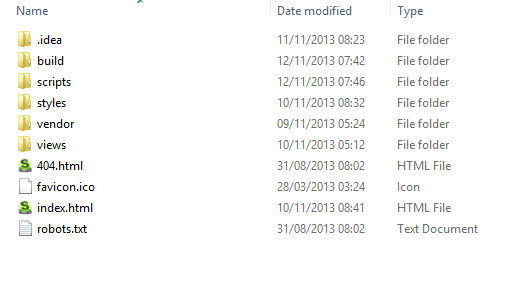 Name Date modified Type
.idea 11/11/2013 08:23 File folder
build 12/11/2013 07:42 File folder
scripts 12/11/2013 07:46 File folder
styles 10/11/2013 08:32 File folder
vendor 09/11/2013 05:24 File folder
views 10/11/2013 05:12 File folder
404.html 31/08/2013 08:02 HTML File
favicon.ico 28/03/2013 03:24 Icon
index.html 10/11/2013 08:41 HTML File
robots.txt 31/08/2013 08:02 Text Document